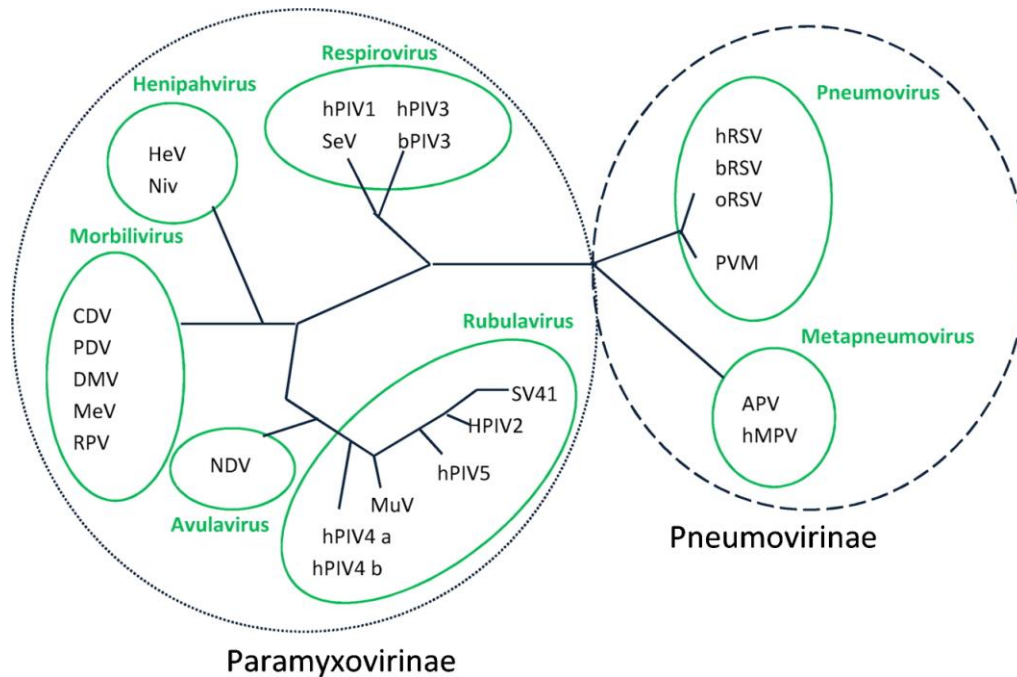 Respirovirus
hPIV1 hPIV3
SeV bPIV3
Henipahvirus
HeV
Niv
Morbilivirus
CDV
PDV
DMV
MeV
RPV
NDV
Avulavirus
Rubulavirus
SV41
HPIV2
hPIV5
MuV
hPIV4 a
hPIV4 b
Paramyxovirinae
Pneumovirus
hRSV
bRSV
oRSV
PVM
Metapneumovirus
APV
hMPV
Pneumovirinae